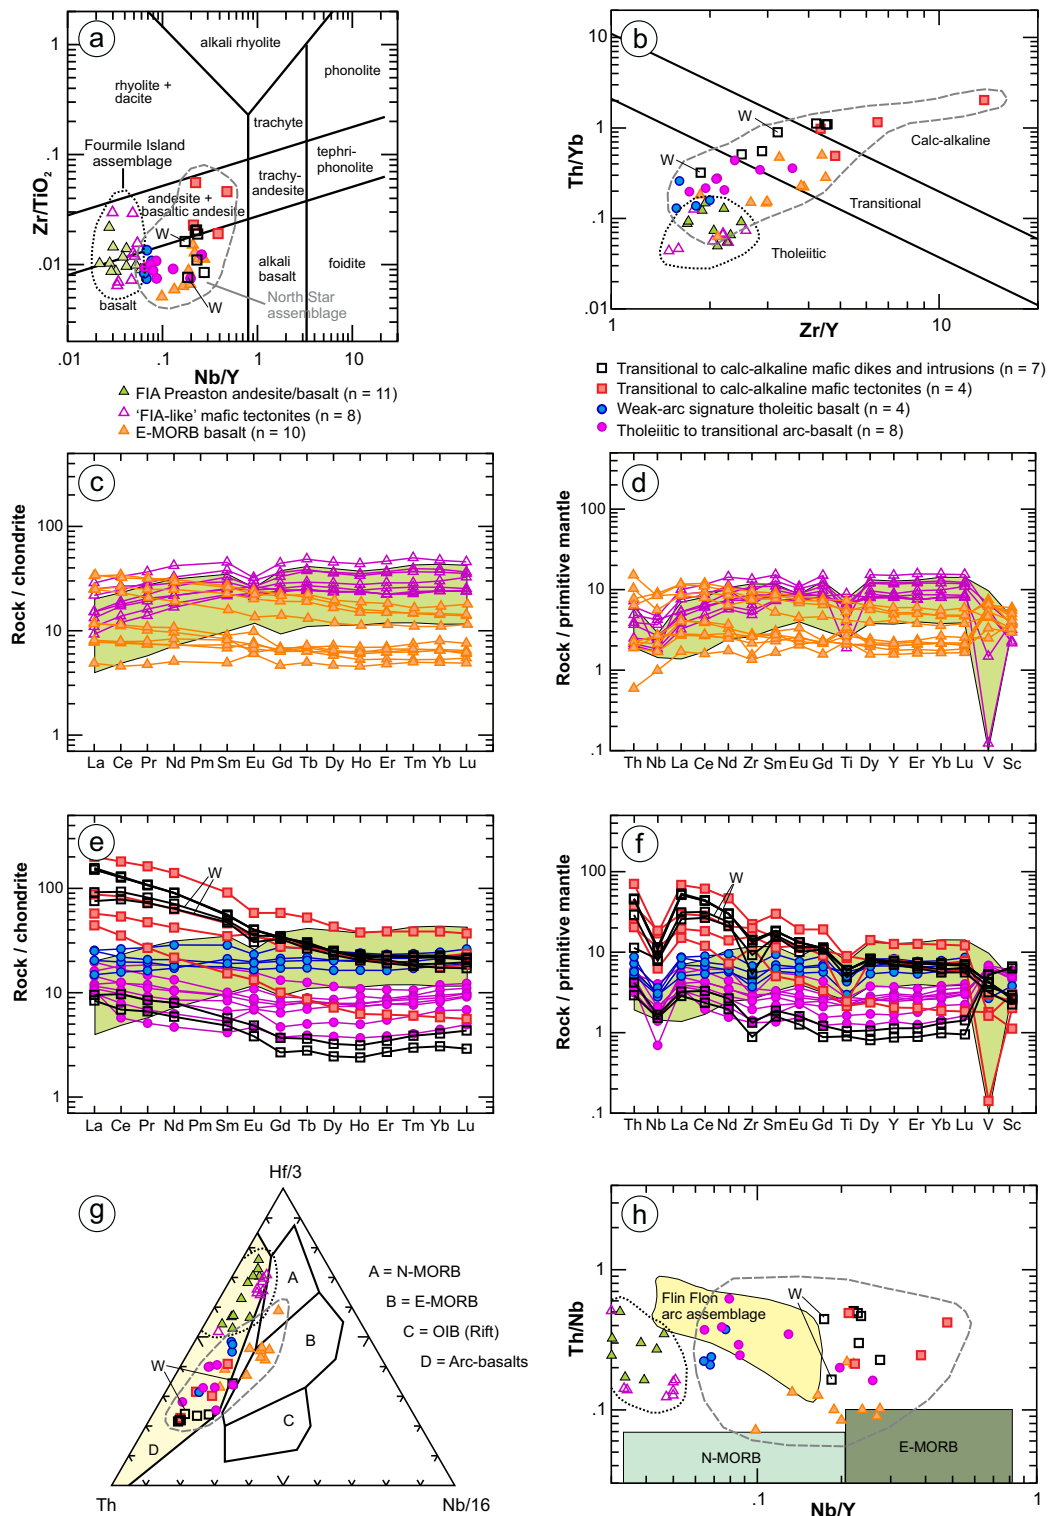 a
alkali rhyolite
phonolite
rhyolite +
dacite
trachyte
Fourmile Island
assemblage
tephri-
phonolite
trachy-
andesite
andesite +
basaltic andesite
W
alkali
basalt
foidite
basalt
W
North Star
assemblage
1
.1
.01
Zr/TiO2
.01
.1
1
10
Nb/Y
b
W
W
Calc-alkaline
Transitional
Tholeiitic
10
1
.1
.01
Th/Yb
1
10
Zr/Y
FIA Preaston andesite/basalt (n = 11)
'FIA-like' mafic tectonites (n = 8)
E-MORB basalt (n = 10)
Transitional to calc-alkaline mafic dikes and intrusions (n = 7)
Transitional to calc-alkaline mafic tectonites (n = 4)
Weak-arc signature tholeiitic basalt (n = 4)
Tholeiitic to transitional arc-basalt (n = 8)
c
100
10
1
Rock / chondrite
La Ce Pr Nd Pm Sm Eu Gd Tb Dy Ho Er Tm Yb Lu
d
100
10
1
.1
Rock / primitive mantle
Th Nb La Ce Nd Zr Sm Eu Gd Ti Dy Y Er Yb Lu V Sc
e
W
100
10
1
Rock / chondrite
La Ce Pr Nd Pm Sm Eu Gd Tb Dy Ho Er Tm Yb Lu
f
W
100
10
1
.1
Rock / primitive mantle
Th Nb La Ce Nd Zr Sm Eu Gd Ti Dy Y Er Yb Lu V Sc
g
Hf/3
A
B
C
D
W
A = N-MORB
B = E-MORB
C = OIB (Rift)
D = Arc-basalts
Th
Nb/16
h
Flin Flon
arc assemblage
W
W
N-MORB
E-MORB
1
.1
Th/Nb
.1
1
Nb/Y